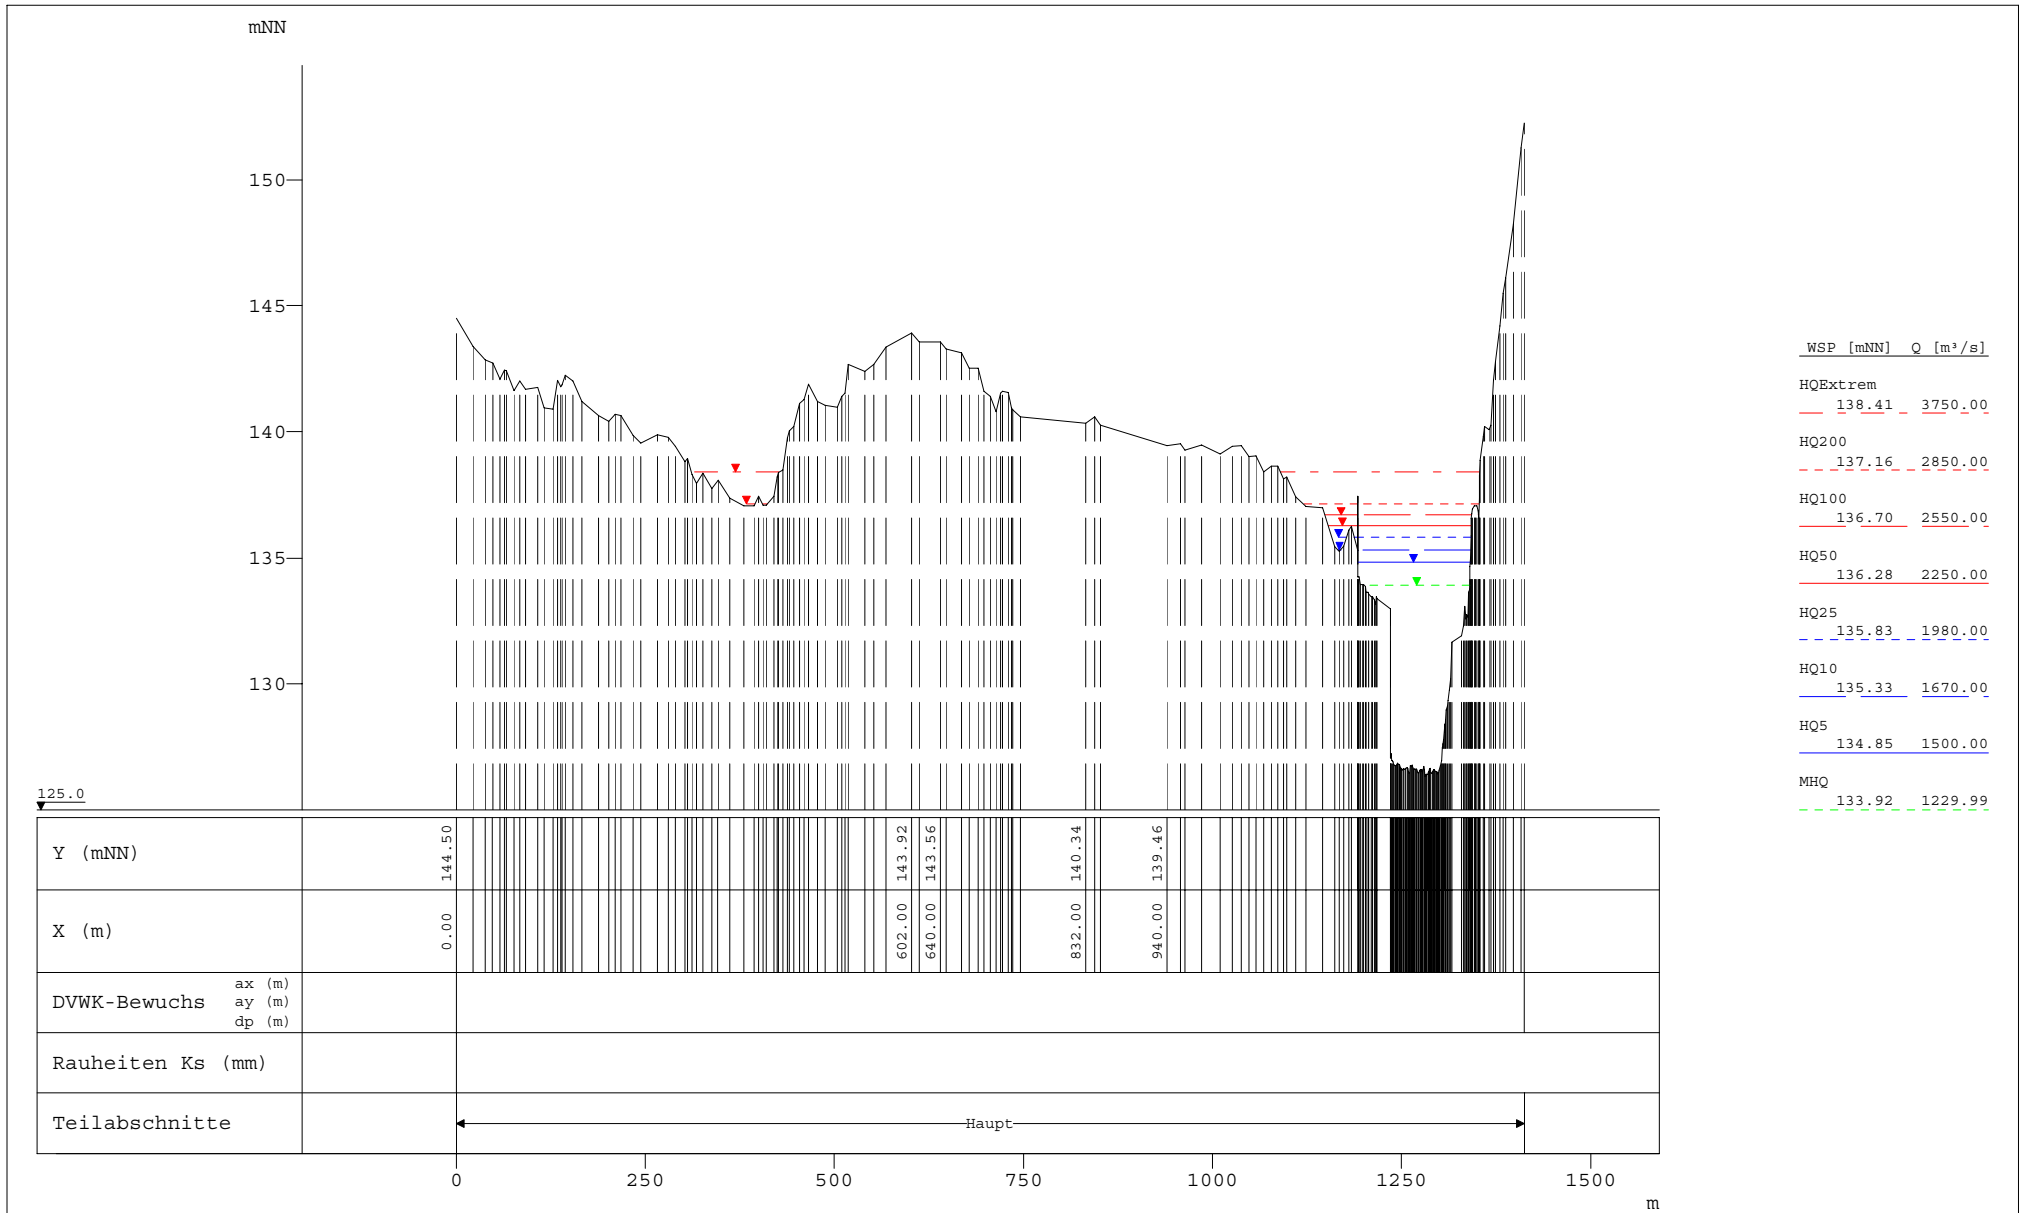 mNN
150
145
140
135
130
125.0
WSP [mNN] Q [m³/s]
HQExtrem
138.41 3750.00
HQ200
137.16 2850.00
HQ100
136.70 2550.00
HQ50
136.28 2250.00
HQ25
135.83 1980.00
HQ10
135.33 1670.00
HQ5
134.85 1500.00
MHQ
133.92 1229.99
Y (mNN)
144.50
143.92
143.56
140.34
139.46
X (m)
0.00
602.00
640.00
832.00
940.00
DVWK-Bewuchs
ax (m)
ay (m)
dp (m)
Rauheiten Ks (mm)
Teilabschnitte
Haupt
0 250 500 750 1000 1250 1500
m